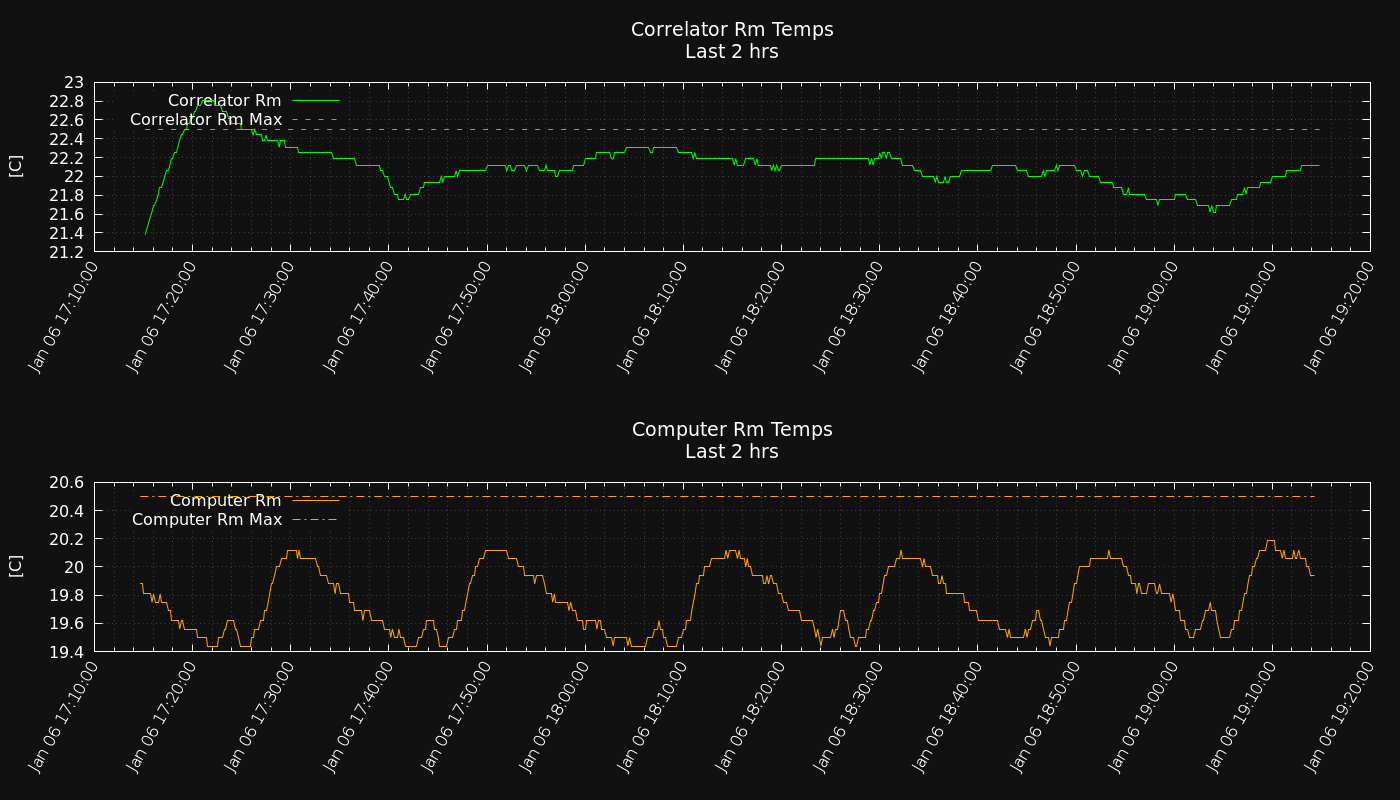 Correlator Rm Temps
Last 2 hrs
[C]
23
22.8
22.6
22.4
22.2
22
21.8
21.6
21.4
21.2
Correlator Rm
Correlator Rm Max
Jan 06 17:10:00
Jan 06 17:20:00
Jan 06 17:30:00
Jan 06 17:40:00
Jan 06 17:50:00
Jan 06 18:00:00
Jan 06 18:10:00
Jan 06 18:20:00
Jan 06 18:30:00
Jan 06 18:40:00
Jan 06 18:50:00
Jan 06 19:00:00
Jan 06 19:10:00
Jan 06 19:20:00
Computer Rm Temps
Last 2 hrs
[C]
20.6
20.4
20.2
20
19.8
19.6
19.4
Computer Rm
Computer Rm Max
Jan 06 17:10:00
Jan 06 17:20:00
Jan 06 17:30:00
Jan 06 17:40:00
Jan 06 17:50:00
Jan 06 18:00:00
Jan 06 18:10:00
Jan 06 18:20:00
Jan 06 18:30:00
Jan 06 18:40:00
Jan 06 18:50:00
Jan 06 19:00:00
Jan 06 19:10:00
Jan 06 19:20:00